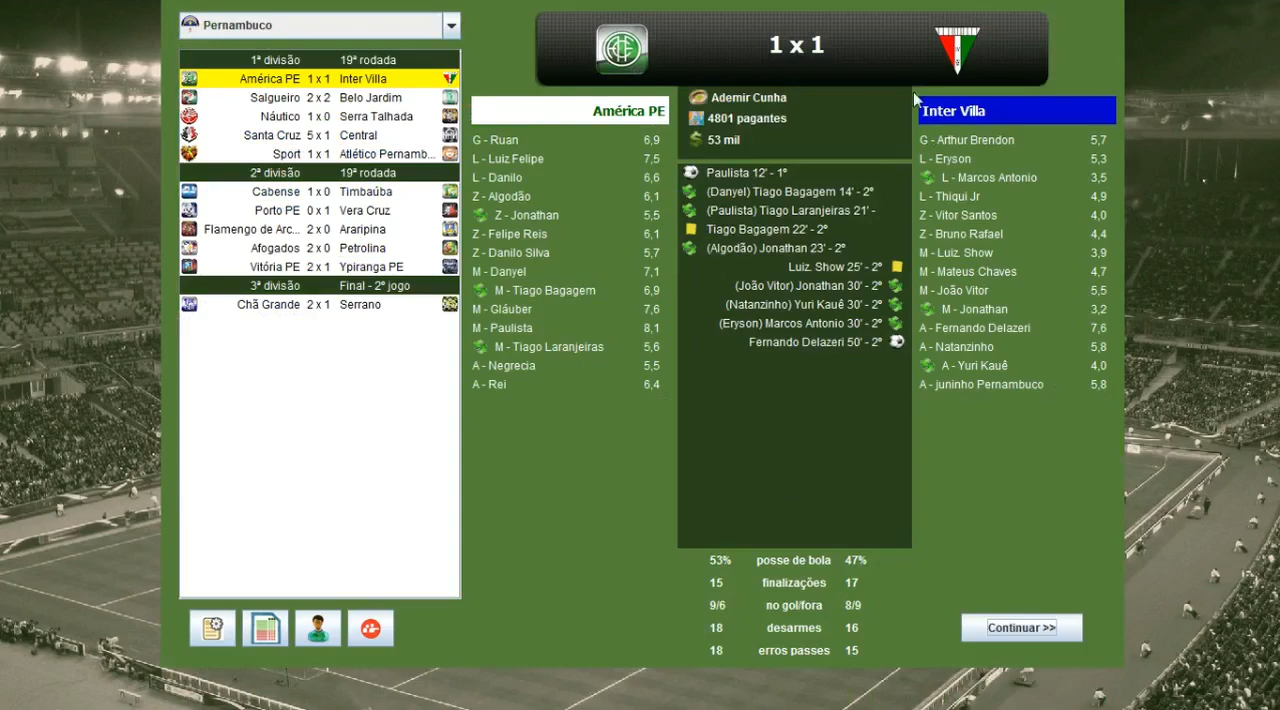 Pernambuco
1ª divisão 19ª rodada
América PE 1 x 1 Inter Villa
Salgueiro 2 x 2 Belo Jardim
Náutico 1 x 0 Serra Talhada
Santa Cruz 5 x 1 Central
Sport 1 x 1 Atlético Pernamb...
2ª divisão 19ª rodada
Cabense 1 x 0 Timbaúba
Porto PE 0 x 1 Vera Cruz
Flamengo de Arc... 2 x 0 Araripina
Afogados 2 x 0 Petrolina
Vitória PE 2 x 1 Ypiranga PE
3ª divisão Final - 2º jogo
Chã Grande 2 x 1 Serrano
1 x 1
América PE
G - Ruan 6,9
L - Luiz Felipe 7,5
L - Danilo 6,6
Z - Algodão 6,1
Z - Jonathan 5,5
Z - Felipe Reis 6,1
Z - Danilo Silva 5,7
M - Danyel 7,1
M - Tiago Bagagem 6,9
M - Gláuber 7,6
M - Paulista 8,1
M - Tiago Laranjeiras 5,6
A - Negrecia 5,5
A - Rei 6,4
Ademir Cunha
4801 pagantes
53 mil
Paulista 12' - 1º
(Danyel) Tiago Bagagem 14' - 2º
(Paulista) Tiago Laranjeiras 21' -
Tiago Bagagem 22' - 2º
(Algodão) Jonathan 23' - 2º
Luiz Show 25' - 2º
(João Vitor) Jonathan 30' - 2º
(Natanzinho) Yuri Kauê 30' - 2º
(Eryson) Marcos Antonio 30' - 2º
Fernando Delazeri 50' - 2º
Inter Villa
G - Arthur Brendon 5,7
L - Eryson 5,3
L - Marcos Antonio 3,5
L - Thiqui Jr 4,9
Z - Vitor Santos 4,0
Z - Bruno Rafael 4,4
M - Luiz Show 3,9
M - Mateus Chaves 4,7
M - João Vitor 5,5
M - Jonathan 3,2
A - Fernando Delazeri 7,6
A - Natanzinho 5,8
A - Yuri Kauê 4,0
A - juninho Pernambuco 5,8
53% posse de bola 47%
15 finalizações 17
9/6 no gol/fora 8/9
18 desarmes 16
18 erros passes 15
Continuar >>